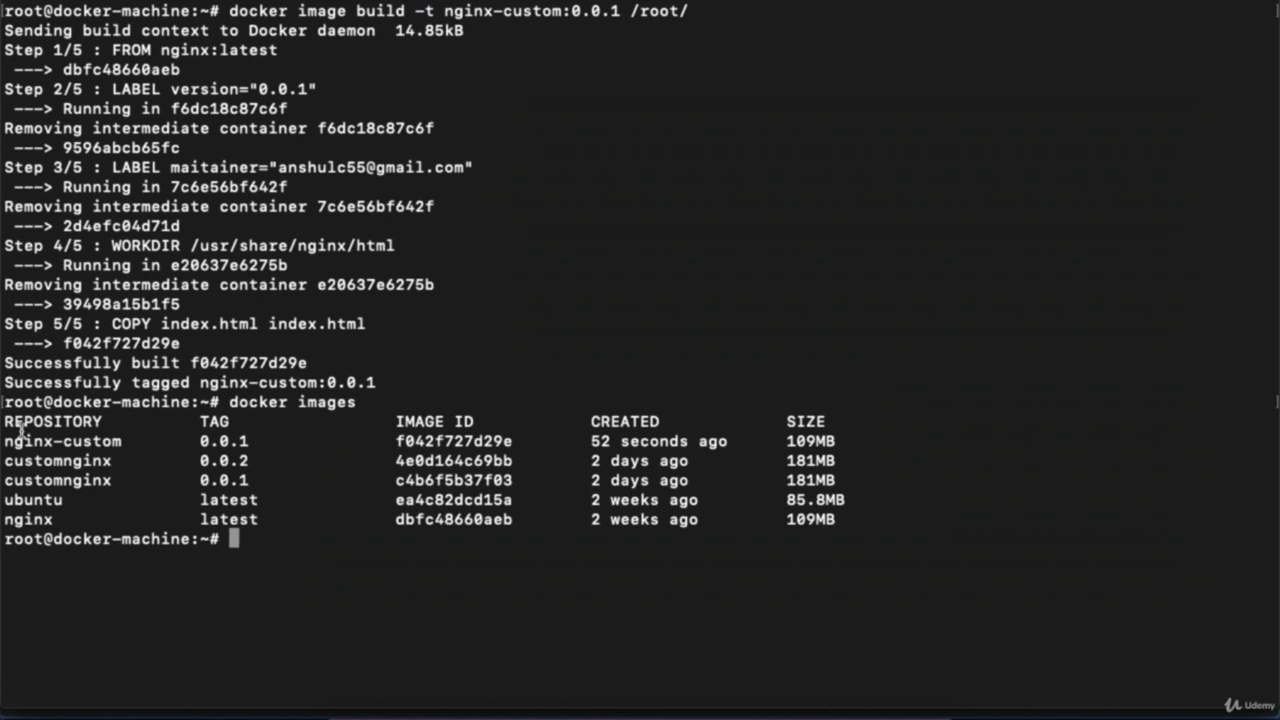 root@docker-machine:~# docker image build -t nginx-custom:0.0.1 /root/
Sending build context to Docker daemon  14.85kB
Step 1/5 : FROM nginx:latest
 ---> dbfc48660aeb
Step 2/5 : LABEL version="0.0.1"
 ---> Running in f6dc18c87c6f
Removing intermediate container f6dc18c87c6f
 ---> 9596abcb65fc
Step 3/5 : LABEL maitainer="anshulc55@gmail.com"
 ---> Running in 7c6e56bf642f
Removing intermediate container 7c6e56bf642f
 ---> 2d4efc04d71d
Step 4/5 : WORKDIR /usr/share/nginx/html
 ---> Running in e20637e6275b
Removing intermediate container e20637e6275b
 ---> 39498a15b1f5
Step 5/5 : COPY index.html index.html
 ---> f042f727d29e
Successfully built f042f727d29e
Successfully tagged nginx-custom:0.0.1
root@docker-machine:~# docker images
REPOSITORY          TAG                 IMAGE ID            CREATED             SIZE
nginx-custom        0.0.1               f042f727d29e        52 seconds ago      109MB
customnginx         0.0.2               4e0d164c69bb        2 days ago          181MB
customnginx         0.0.1               c4b6f5b37f03        2 days ago          181MB
ubuntu              latest              ea4c82dcd15a        2 weeks ago         85.8MB
nginx               latest              dbfc48660aeb        2 weeks ago         109MB
root@docker-machine:~#
Udemy